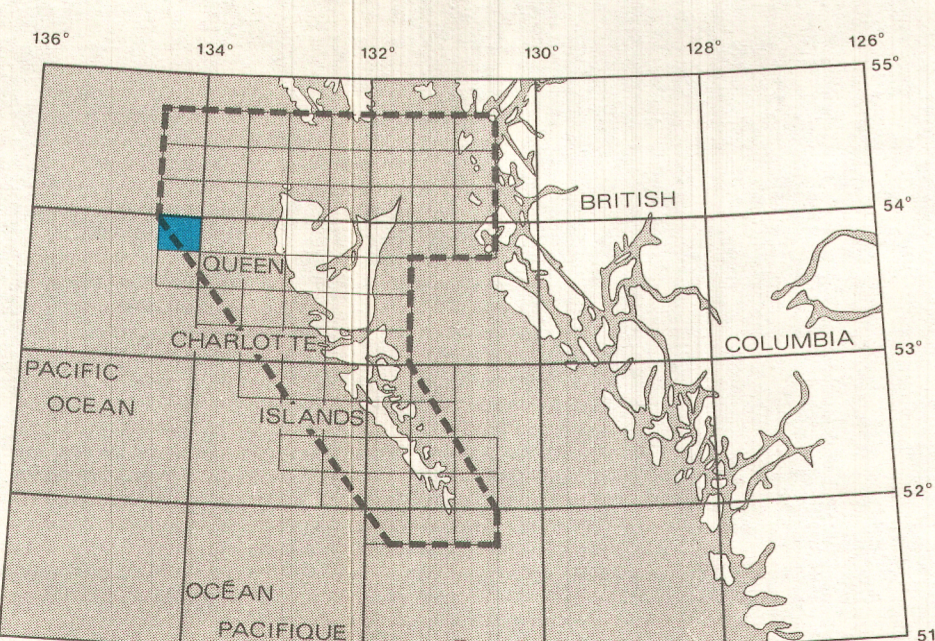 136° 134° 132° 130° 128° 126°
55°
BRITISH
54°
QUEEN
CHARLOTTE
COLUMBIA
53°
PACIFIC
OCEAN
ISLANDS
52°
OCÉAN
PACIFIQUE
51